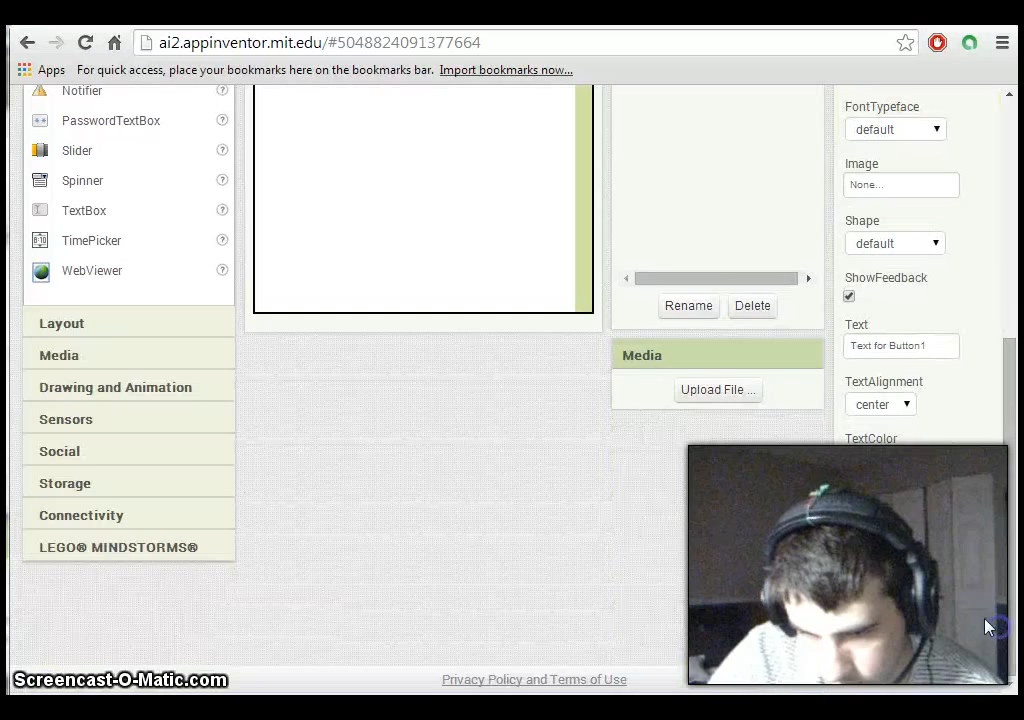 ai2.appinventor.mit.edu/#5048824091377664
Apps For quick access, place your bookmarks here on the bookmarks bar. Import bookmarks now...
Notifier
PasswordTextBox
Slider
Spinner
TextBox
TimePicker
WebViewer
Layout
Media
Drawing and Animation
Sensors
Social
Storage
Connectivity
LEGO® MINDSTORMS®
Rename Delete
Media
Upload File ...
FontTypeface
default
Image
None...
Shape
default
ShowFeedback
Text
Text for Button1
TextAlignment
center
TextColor
Privacy Policy and Terms of Use
Screencast-O-Matic.com